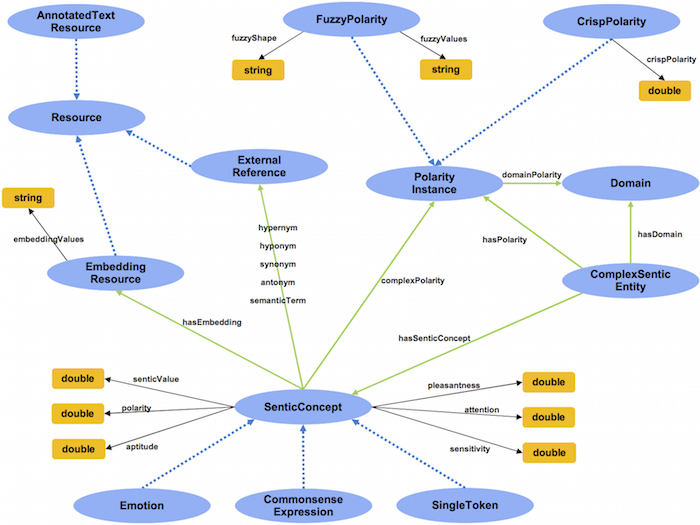 AnnotatedText
Resource
FuzzyPolarity
CrispPolarity
fuzzyShape
fuzzyValues
string
string
crispPolarity
double
Resource
External
Reference
Polarity
Instance
domainPolarity
Domain
string
embeddingValues
hypernym
hyponym
synonym
antonym
semanticTerm
hasPolarity
hasDomain
Embedding
Resource
complexPolarity
ComplexSentic
Entity
hasEmbedding
hasSenticConcept
double
senticValue
pleasantness
double
double
polarity
SenticConcept
attention
double
double
aptitude
sensitivity
double
Emotion
Commonsense
Expression
SingleToken